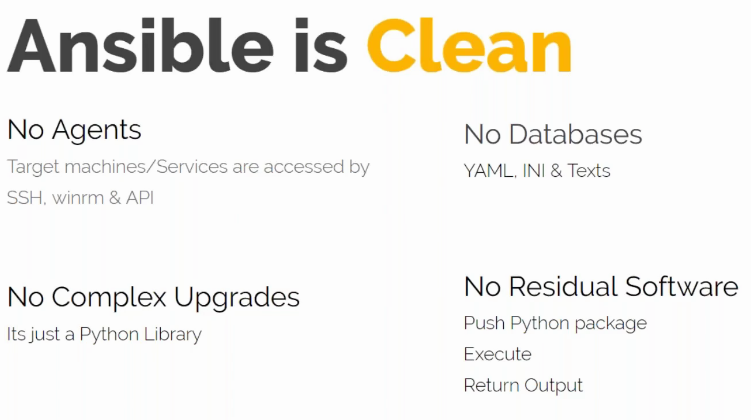 Ansible is Clean
No Agents
Target machines/Services are accessed by
SSH, winrm & API
No Databases
YAML, INI & Texts
No Complex Upgrades
Its just a Python Library
No Residual Software
Push Python package
Execute
Return Output